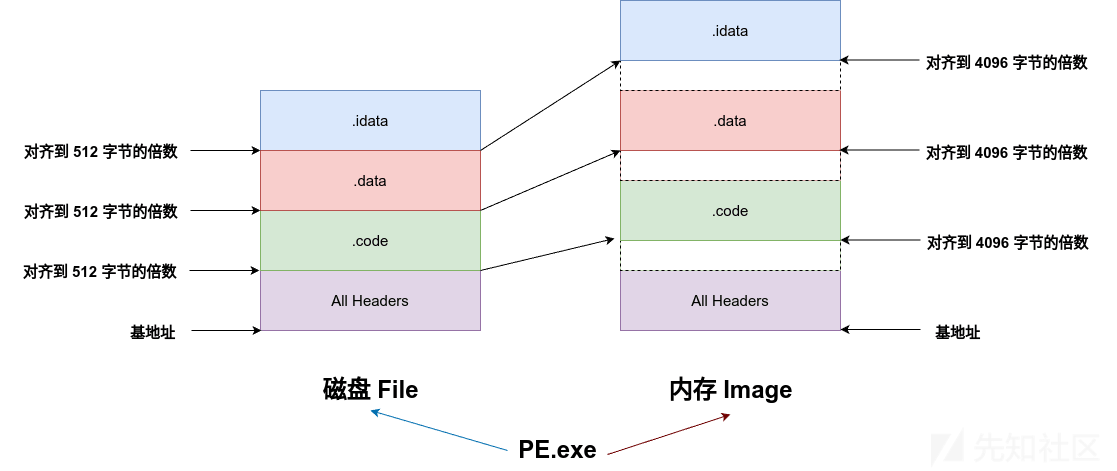 .idata
对齐到 4096 字节的倍数
.idata
.data
对齐到 512 字节的倍数
对齐到 4096 字节的倍数
.data
.code
对齐到 512 字节的倍数
对齐到 4096 字节的倍数
.code
对齐到 512 字节的倍数
All Headers
All Headers
基地址
基地址
磁盘 File
内存 Image
PE.exe
先知社区